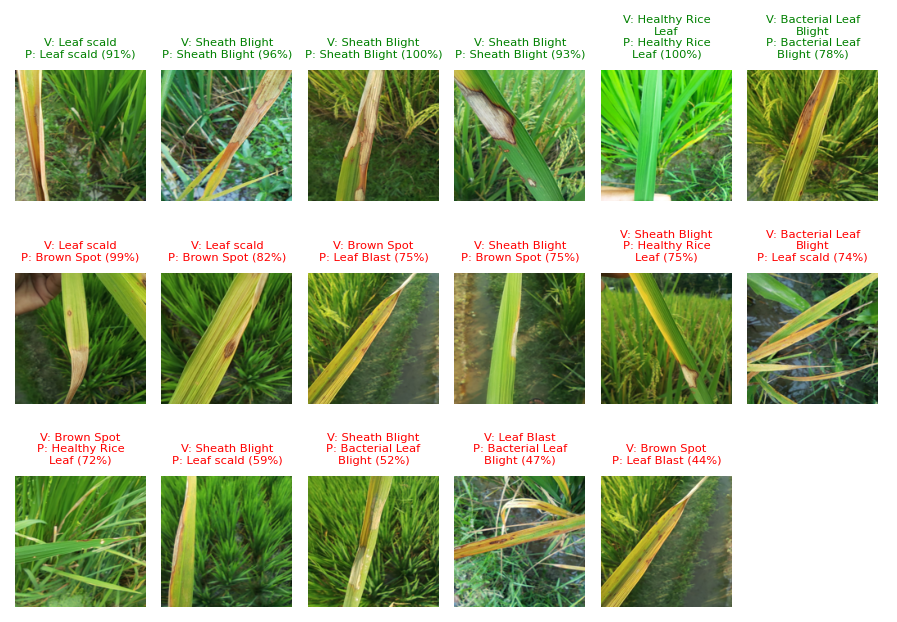 V: Leaf scald
P: Leaf scald (91%)
V: Sheath Blight
P: Sheath Blight (96%)
V: Sheath Blight
P: Sheath Blight (100%)
V: Sheath Blight
P: Sheath Blight (93%)
V: Healthy Rice
Leaf
P: Healthy Rice
Leaf (100%)
V: Bacterial Leaf
Blight
P: Bacterial Leaf
Blight (78%)
V: Leaf scald
P: Brown Spot (99%)
V: Leaf scald
P: Brown Spot (82%)
V: Brown Spot
P: Leaf Blast (75%)
V: Sheath Blight
P: Brown Spot (75%)
V: Sheath Blight
P: Healthy Rice
Leaf (75%)
V: Bacterial Leaf
Blight
P: Leaf scald (74%)
V: Brown Spot
P: Healthy Rice
Leaf (72%)
V: Sheath Blight
P: Leaf scald (59%)
V: Sheath Blight
P: Bacterial Leaf
Blight (52%)
V: Leaf Blast
P: Bacterial Leaf
Blight (47%)
V: Brown Spot
P: Leaf Blast (44%)